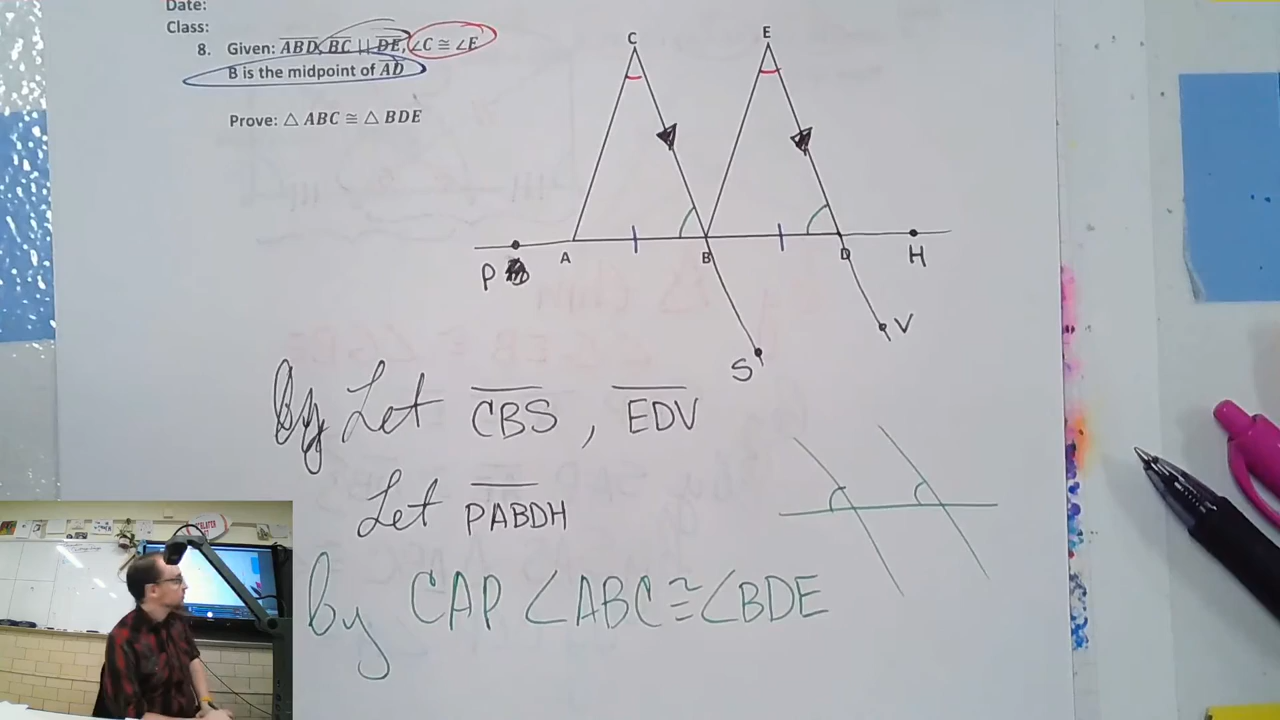 Date:
Class:
8. Given: ABD, BC || DE, ∠C ≅ ∠E
B is the midpoint of AD
Prove: △ ABC ≅ △ BDE
C
E
P
A
B
D
H
S
V
By Let CBS, EDV
Let PABDH
by CAP ∠ABC≅∠BDE